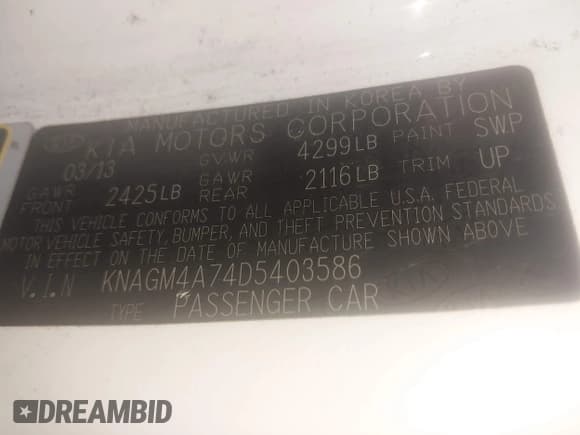 MANUFACTURED IN KOREA BY
KIA KIA MOTORS CORPORATION
03/13 GVWR 4299LB PAINT SWP
GAWR FRONT 2425LB GAWR REAR 2116LB TRIM UP
THIS VEHICLE CONFORMS TO ALL APPLICABLE U.S.A. FEDERAL
MOTOR VEHICLE SAFETY, BUMPER, AND THEFT PREVENTION STANDARDS
IN EFFECT ON THE DATE OF MANUFACTURE SHOWN ABOVE
V.I.N KNAGM4A74D5403586
TYPE PASSENGER CAR
DREAMBID